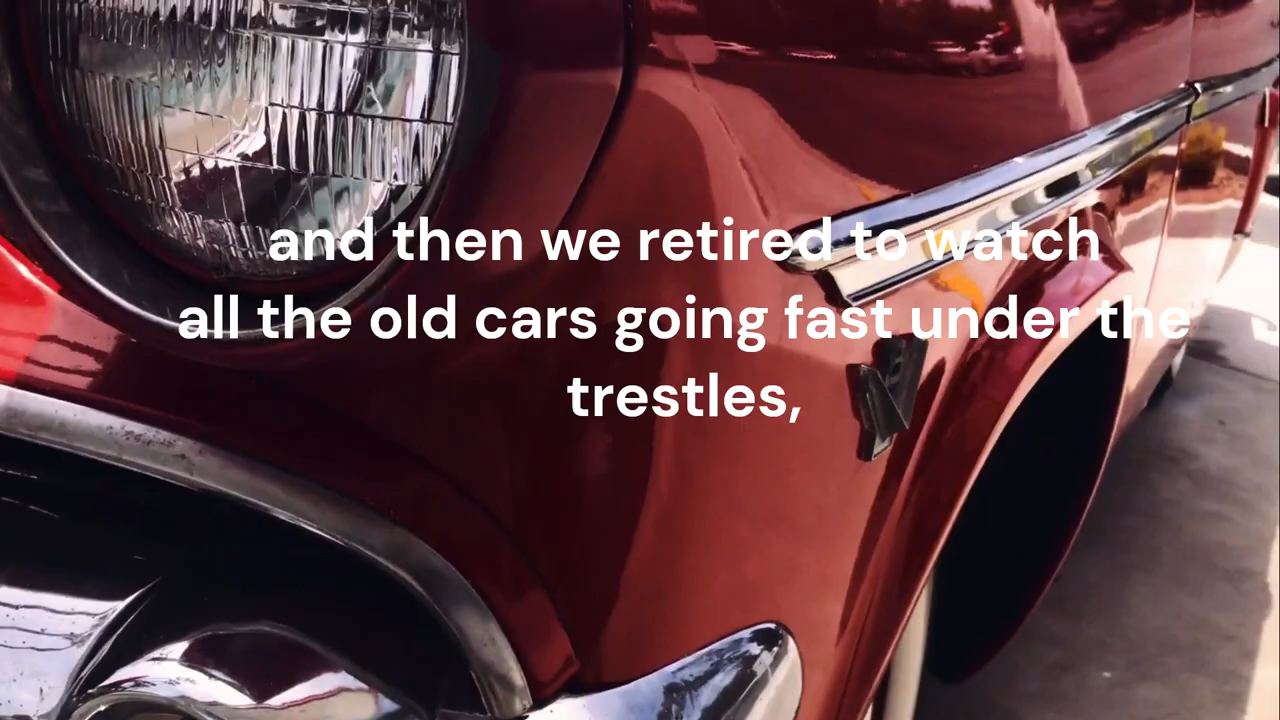 and then we retired to watch
all the old cars going fast under the
trestles,